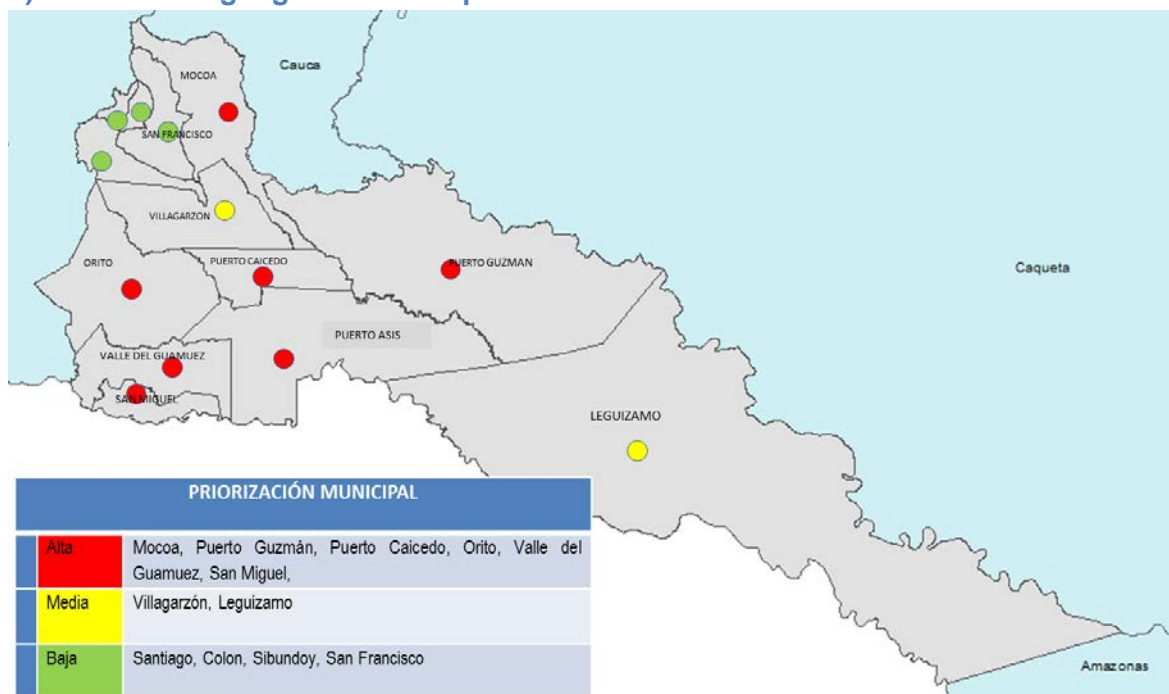 Cauca
MOCOA
SAN FRANCISCO
VILLAGARZON
ORITO
PUERTO CAICEDO
PUERTO GUZMAN
Caqueta
PUERTO ASIS
VALLE DEL GUAMUEZ
SAN MIGUEL
LEGUIZAMO
PRIORIZACIÓN MUNICIPAL
Alta
Mocoa, Puerto Guzmán, Puerto Caicedo, Orito, Valle del
Guamuez, San Miguel,
Media
Villagarzón, Leguízamo
Baja
Santiago, Colon, Sibundoy, San Francisco
Amazonas